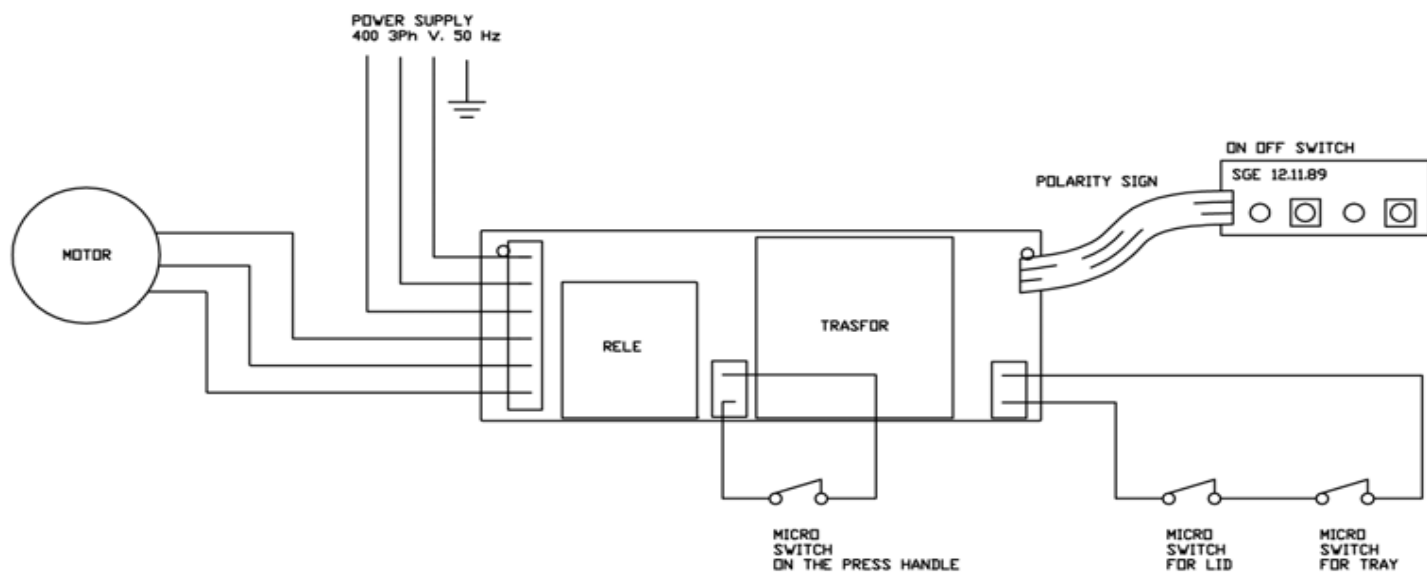 POWER SUPPLY
400 3Ph V. 50 Hz
ON OFF SWITCH
SGE 12.11.89
POLARITY SIGN
MOTOR
TRASFOR
RELE
MICRO
SWITCH
ON THE PRESS HANDLE
MICRO
SWITCH
FOR LID
MICRO
SWITCH
FOR TRAY